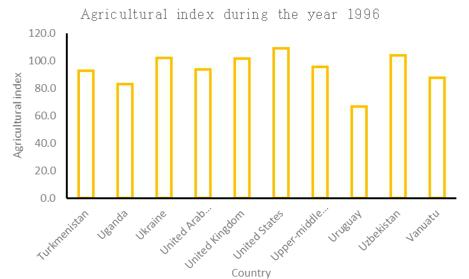 Agricultural index during the year 1996
120.0
100.0
80.0
60.0
40.0
20.0
0.0
Agricultural index
Turkmenistan
Uganda
Ukraine
United Arab...
United Kingdom
United States
Upper-middle...
Uruguay
Uzbekistan
Vanuatu
Country